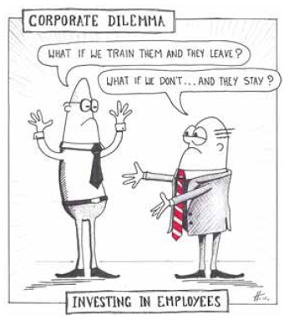 CORPORATE DILEMMA
WHAT IF WE TRAIN THEM AND THEY LEAVE?
WHAT IF WE DON'T...AND THEY STAY?
INVESTING IN EMPLOYEES